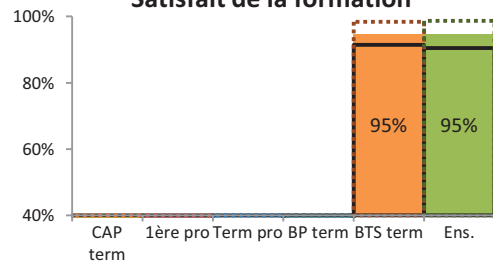 Satisfait de la formation
100%
80%
60%
40%
95% 95%
CAP term 1ère pro Term pro BP term BTS term Ens.